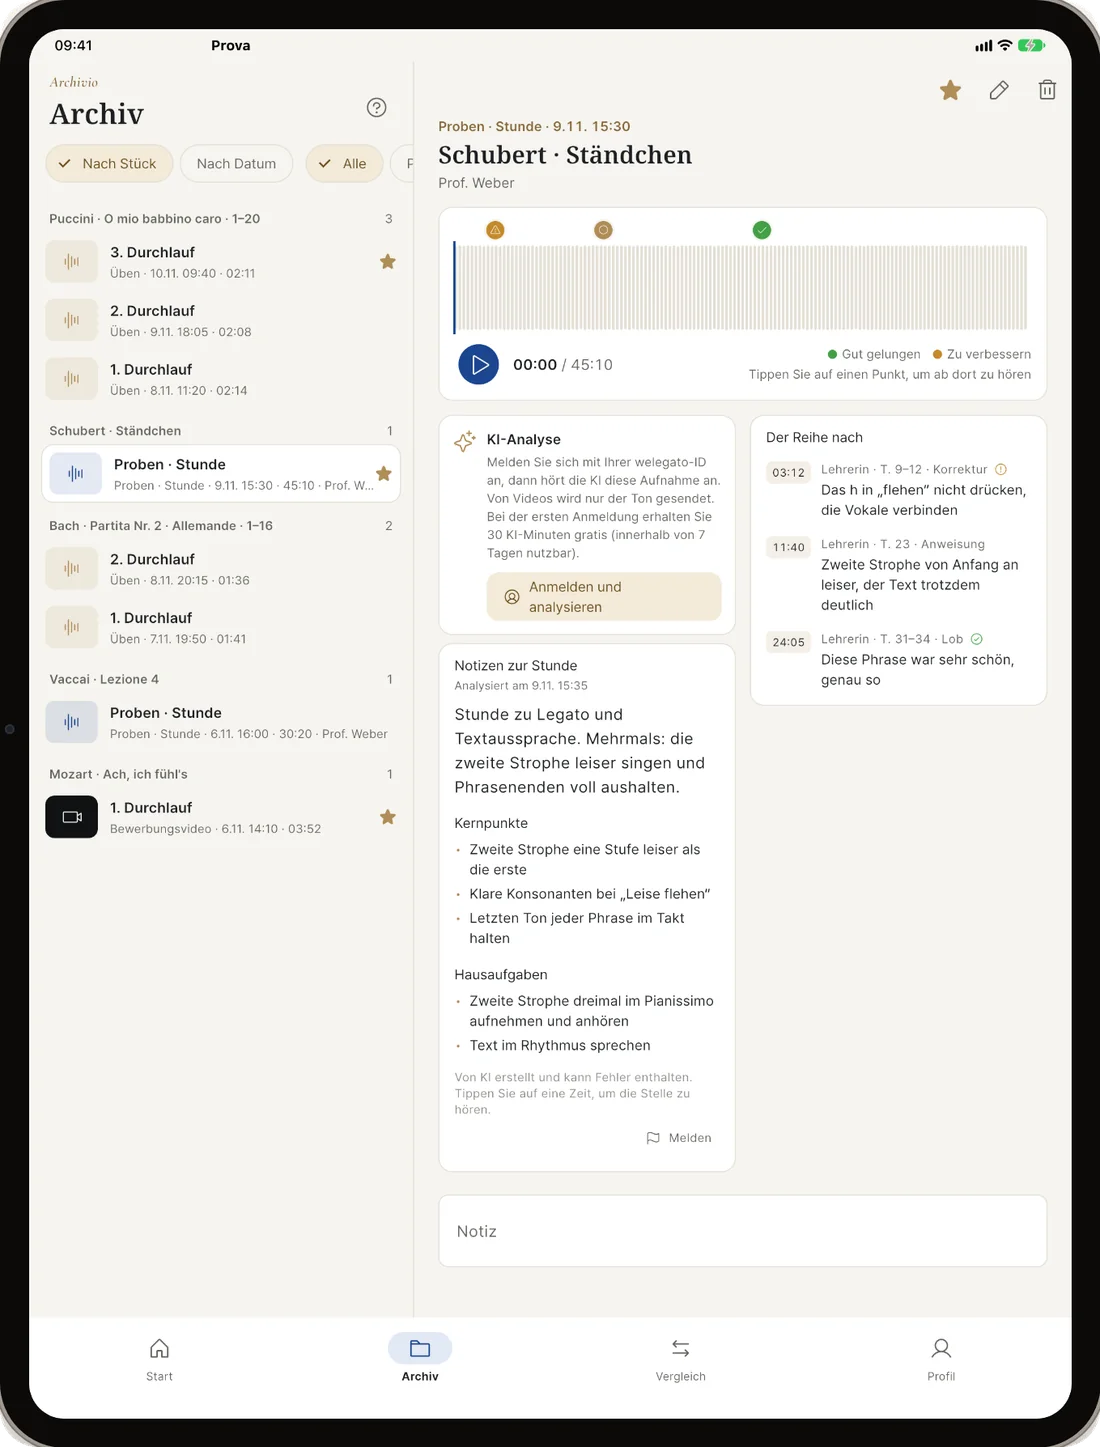 09:41
Prova
Archivio
Archiv
Nach Stück
Nach Datum
Alle
Puccini · O mio babbino caro · 1–20
3
3. Durchlauf
Üben · 10.11. 09:40 · 02:11
2. Durchlauf
Üben · 9.11. 18:05 · 02:08
1. Durchlauf
Üben · 8.11. 11:20 · 02:14
Schubert · Ständchen
1
Proben · Stunde
Proben · Stunde · 9.11. 15:30 · 45:10 · Prof. W...
Bach · Partita Nr. 2 · Allemande · 1–16
2
2. Durchlauf
Üben · 8.11. 20:15 · 01:36
1. Durchlauf
Üben · 7.11. 19:50 · 01:41
Vaccai · Lezione 4
1
Proben · Stunde
Proben · Stunde · 6.11. 16:00 · 30:20 · Prof. Weber
Mozart · Ach, ich fühl's
1
1. Durchlauf
Bewerbungsvideo · 6.11. 14:10 · 03:52
Proben · Stunde · 9.11. 15:30
Schubert · Ständchen
Prof. Weber
00:00 / 45:10
Gut gelungen
Zu verbessern
Tippen Sie auf einen Punkt, um ab dort zu hören
KI-Analyse
Melden Sie sich mit Ihrer welegato-ID
an, dann hört die KI diese Aufnahme an.
Von Videos wird nur der Ton gesendet.
Bei der ersten Anmeldung erhalten Sie
30 KI-Minuten gratis (innerhalb von 7
Tagen nutzbar).
Anmelden und
analysieren
Notizen zur Stunde
Analysiert am 9.11. 15:35
Stunde zu Legato und
Textaussprache. Mehrmals: die
zweite Strophe leiser singen und
Phrasenenden voll aushalten.
Kernpunkte
· Zweite Strophe eine Stufe leiser als
die erste
· Klare Konsonanten bei „Leise flehen“
· Letzten Ton jeder Phrase im Takt
halten
Hausaufgaben
· Zweite Strophe dreimal im Pianissimo
aufnehmen und anhören
· Text im Rhythmus sprechen
Von KI erstellt und kann Fehler enthalten.
Tippen Sie auf eine Zeit, um die Stelle zu
hören.
Melden
Der Reihe nach
03:12
Lehrerin · T. 9–12 · Korrektur
Das h in „flehen“ nicht drücken,
die Vokale verbinden
11:40
Lehrerin · T. 23 · Anweisung
Zweite Strophe von Anfang an
leiser, der Text trotzdem
deutlich
24:05
Lehrerin · T. 31–34 · Lob
Diese Phrase war sehr schön,
genau so
Notiz
Start
Archiv
Vergleich
Profil